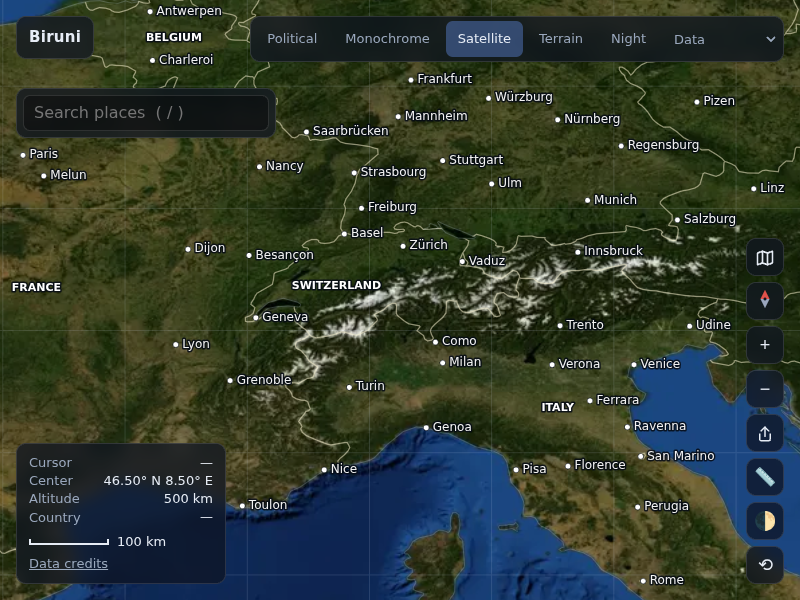 Antwerpen
Biruni
BELGIUM
Political Monochrome Satellite Terrain Night Data
Charleroi
Frankfurt
Würzburg
Pizen
Search places ( / )
Mannheim
Nürnberg
Saarbrücken
Regensburg
Paris
Stuttgart
Nancy
Strasbourg
Melun
Ulm
Linz
Munich
Freiburg
Salzburg
Basel
Zürich
Dijon
Besançon
Innsbruck
Vaduz
FRANCE
SWITZERLAND
Geneva
Trento
Udine
Lyon
Como
Milan
Verona
Venice
Grenoble
Turin
Ferrara
ITALY
Genoa
Ravenna
San Marino
Nice
Pisa
Florence
Toulon
Perugia
Rome
+
−
Cursor —
Center 46.50° N 8.50° E
Altitude 500 km
Country —
100 km
Data credits